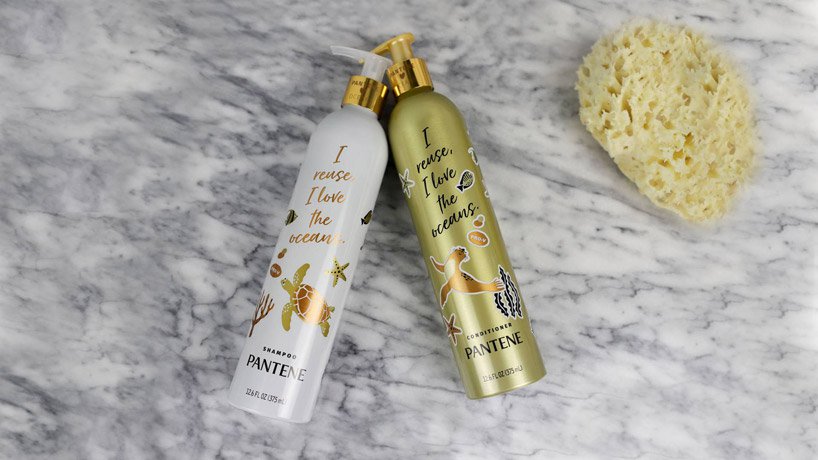 I
reuse,
I love
the
oceans.
SHAMPOO
PANTENE
12.6 FL OZ (375 mL)
I
reuse,
I love
the
oceans.
CONDITIONER
PANTENE
12.6 FL OZ (375 mL)